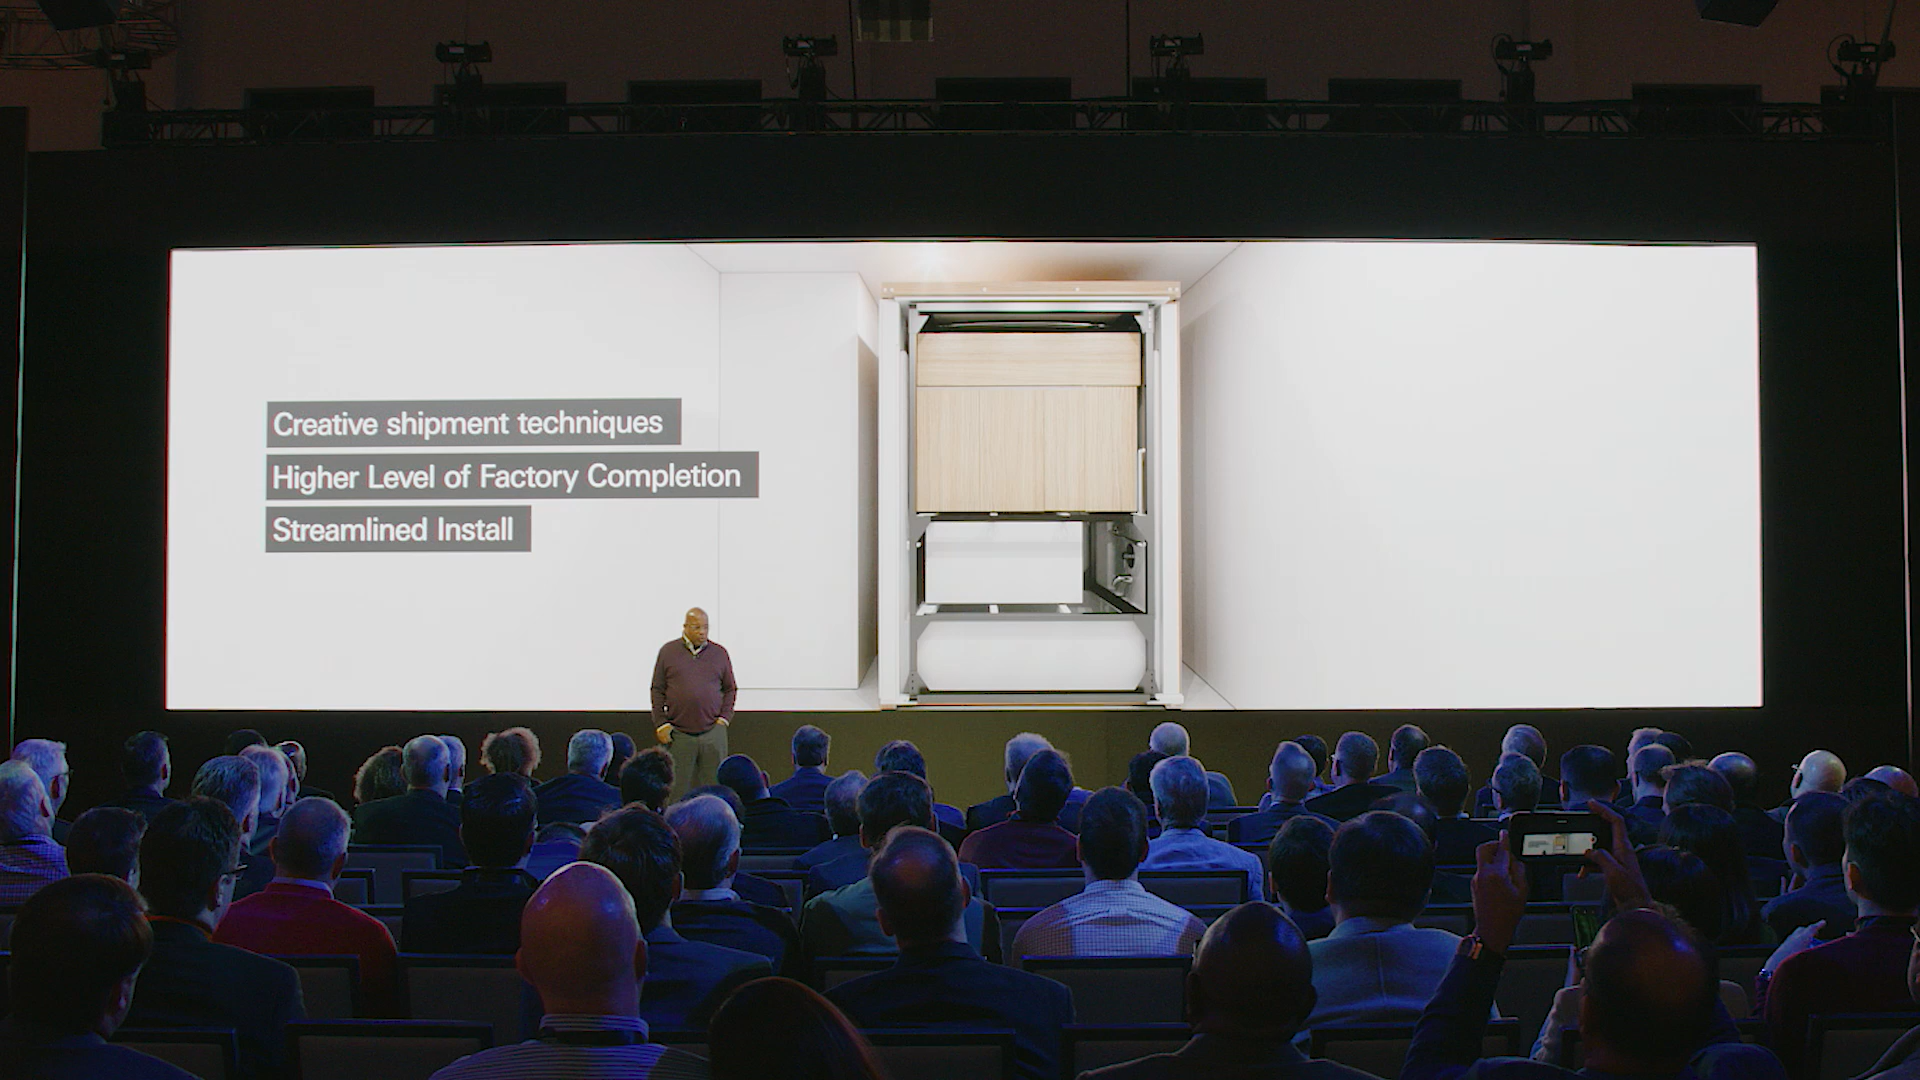 Creative shipment techniques
Higher Level of Factory Completion
Streamlined Install